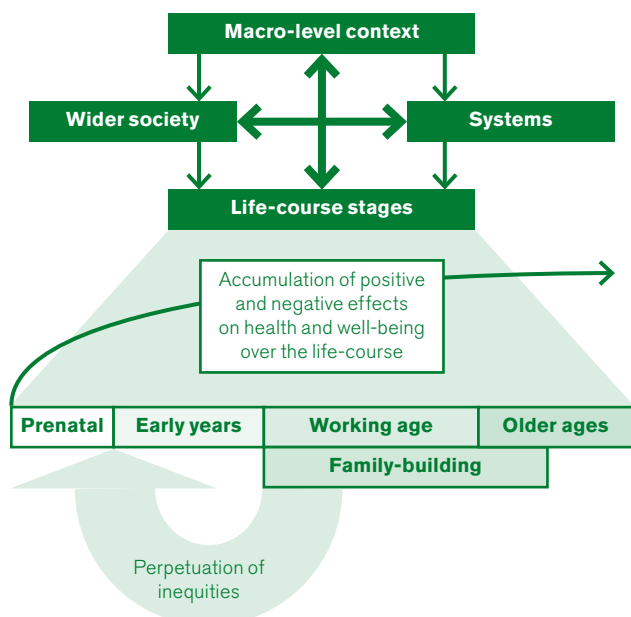 Macro-level context
Wider society
Systems
Life-course stages
Accumulation of positive
and negative effects
on health and well-being
over the life-course
Prenatal
Early years
Working age
Older ages
Family-building
Perpetuation of
inequities